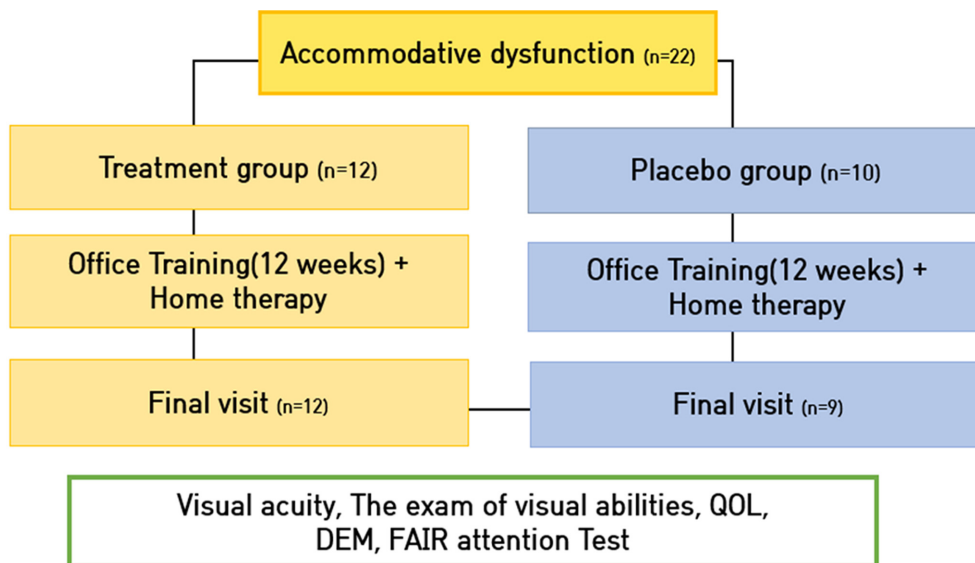 Accommodative dysfunction (n=22)
Treatment group (n=12)
Placebo group (n=10)
Office Training(12 weeks) +
Home therapy
Office Training(12 weeks) +
Home therapy
Final visit (n=12)
Final visit (n=9)
Visual acuity, The exam of visual abilities, QOL,
DEM, FAIR attention Test